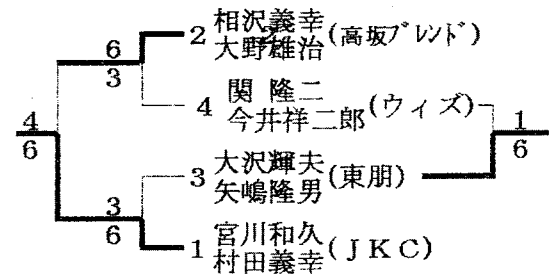 6
3
2 相沢義幸
大野雄治 (高坂ブレンド)
4 関 隆二
今井祥二郎 (ウィズ)
4
6
1
6
3 大沢輝夫
矢嶋隆男 (東朋)
3
6
1 宮川和久
村田義幸 (JKC)